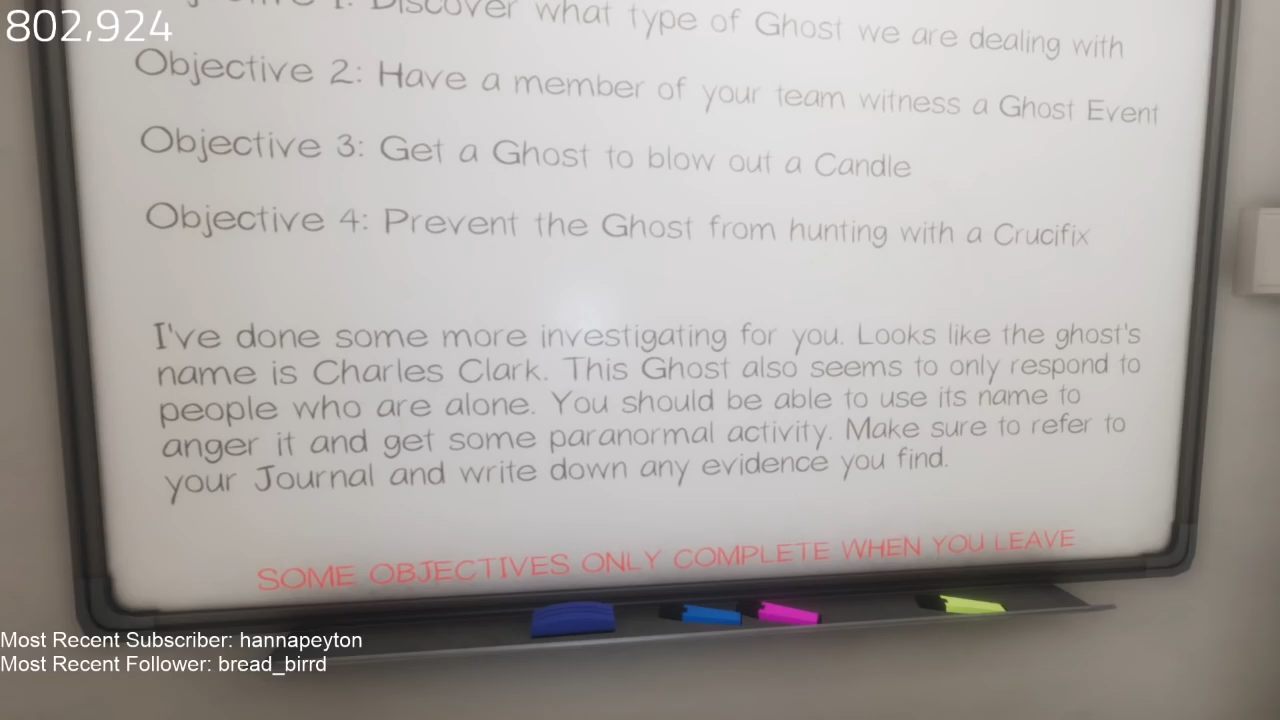 802,924
1: Discover what type of Ghost we are dealing with
Objective 2: Have a member of your team witness a Ghost Event
Objective 3: Get a Ghost to blow out a Candle
Objective 4: Prevent the Ghost from hunting with a Crucifix
I've done some more investigating for you. Looks like the ghost's
name is Charles Clark. This Ghost also seems to only respond to
people who are alone. You should be able to use its name to
anger it and get some paranormal activity. Make sure to refer to
your Journal and write down any evidence you find.
SOME OBJECTIVES ONLY COMPLETE WHEN YOU LEAVE
Most Recent Subscriber: hannapeyton
Most Recent Follower: bread_birrd